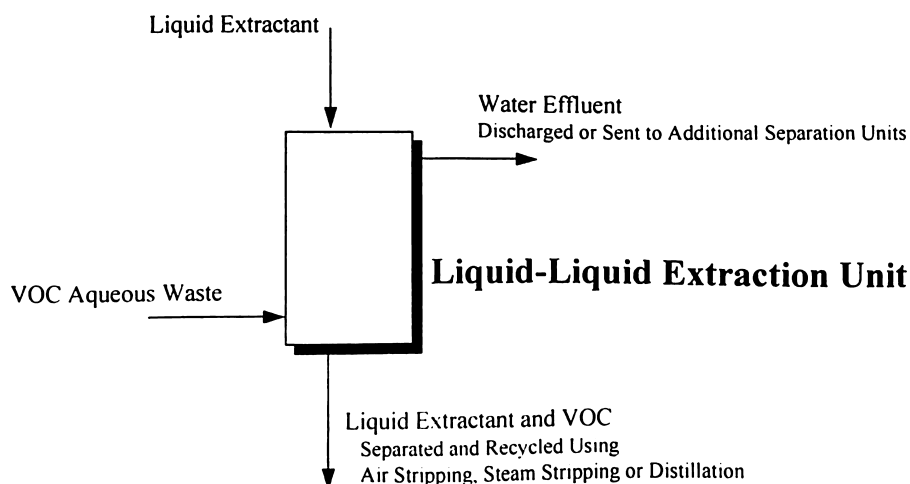 Liquid Extractant
Water Effluent
Discharged or Sent to Additional Separation Units
Liquid-Liquid Extraction Unit
VOC Aqueous Waste
Liquid Extractant and VOC
Separated and Recycled Using
Air Stripping, Steam Stripping or Distillation